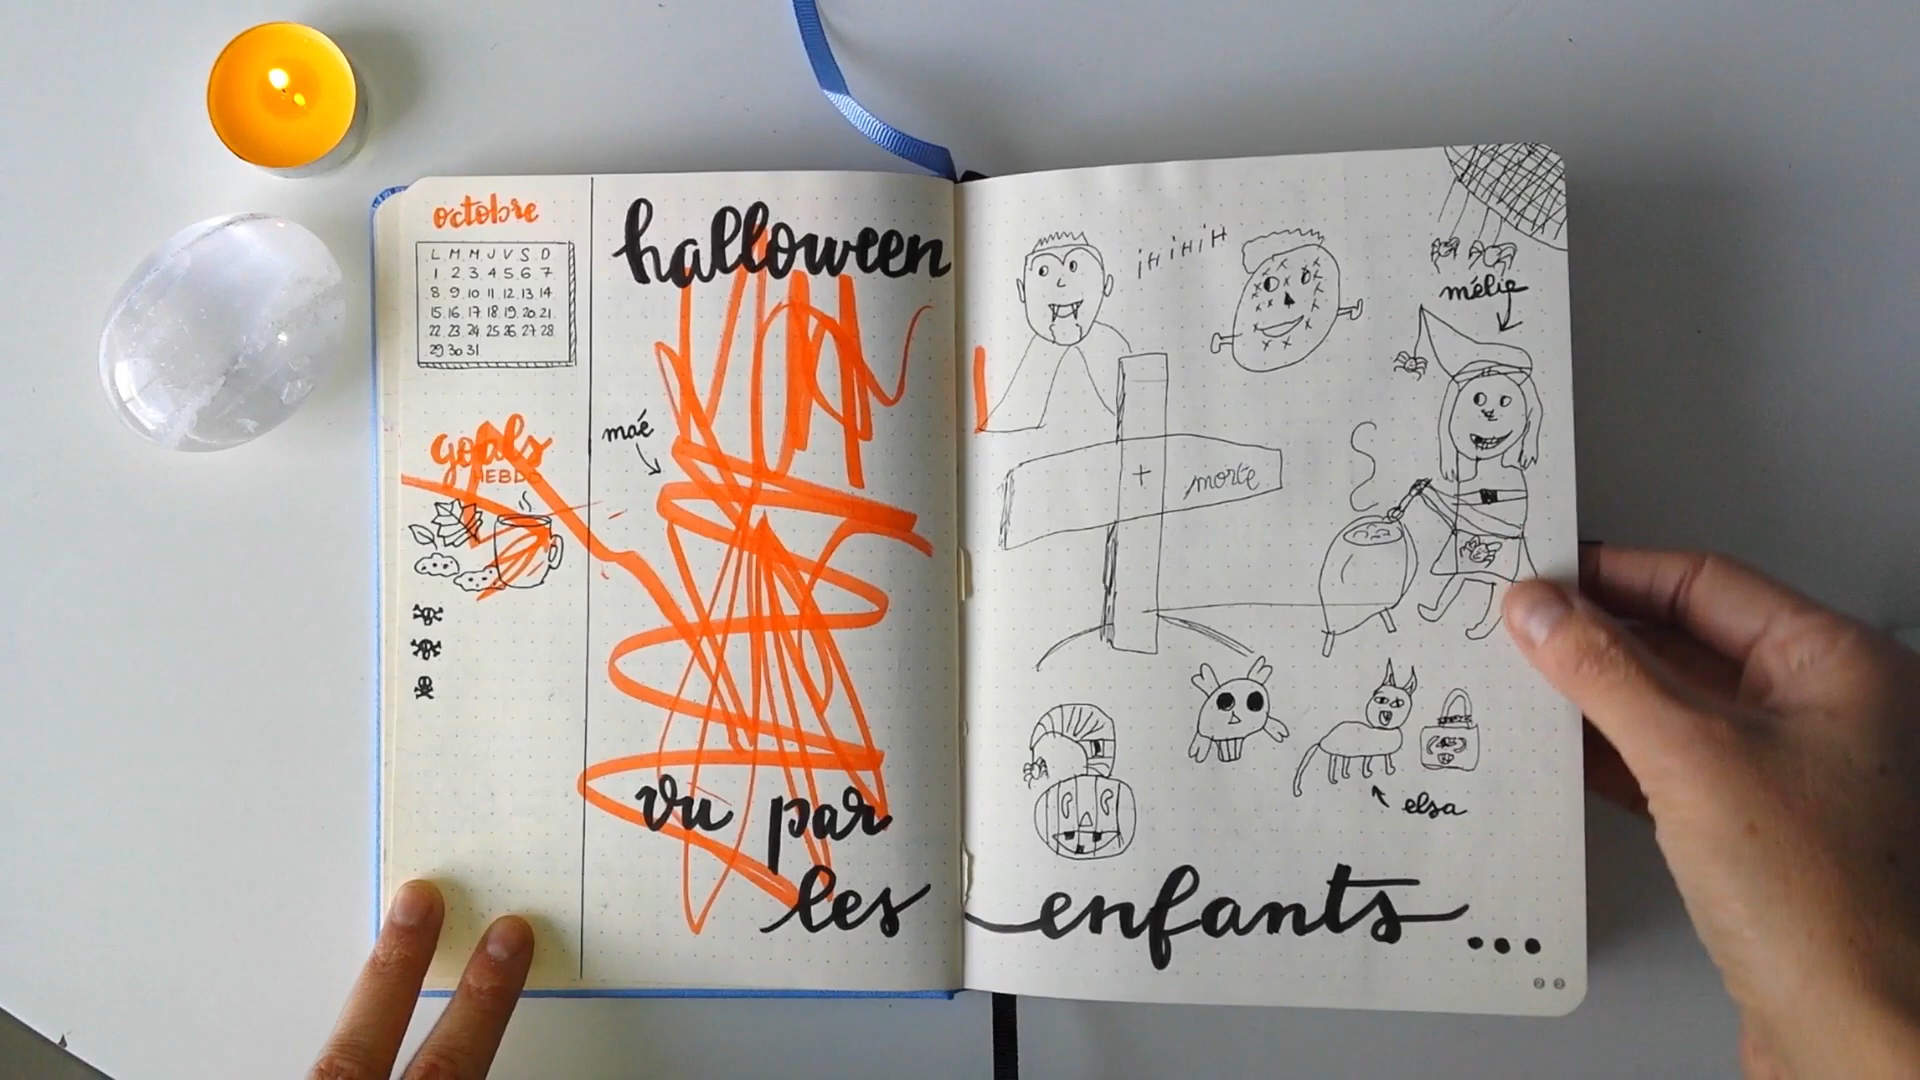 octobre
L M M J V S D
1 2 3 4 5 6 7
8 9 10 11 12 13 14
15 16 17 18 19 20 21
22 23 24 25 26 27 28
29 30 31
goals
HEBDO
halloween
maé
vu par
les
iHiHiH
mélie
+ morte
elsa
enfants...